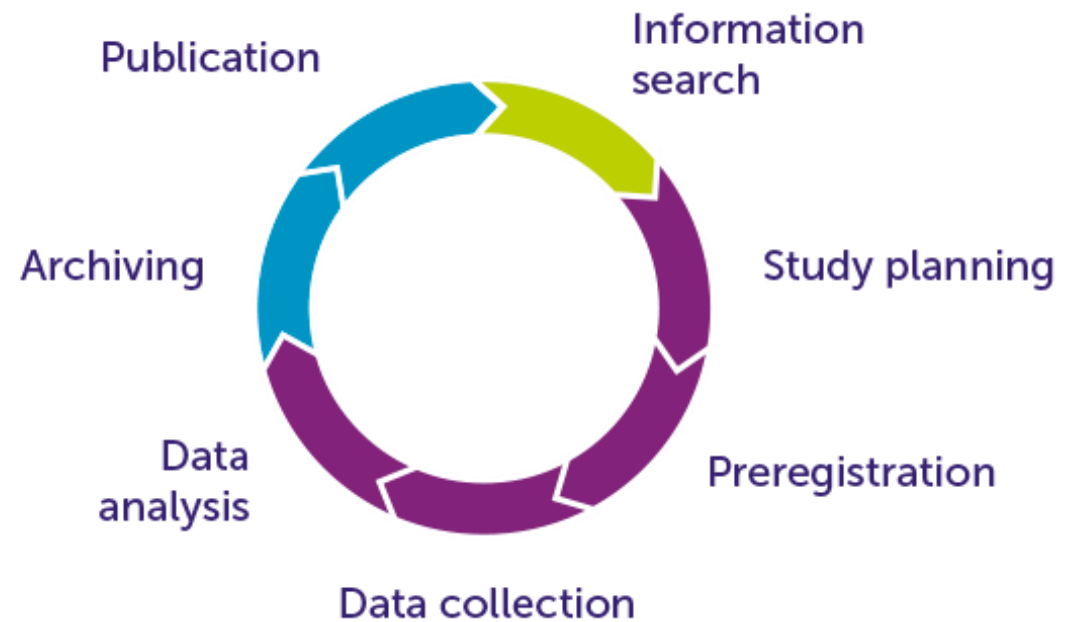 Information
search
Study planning
Preregistration
Data collection
Data
analysis
Archiving
Publication